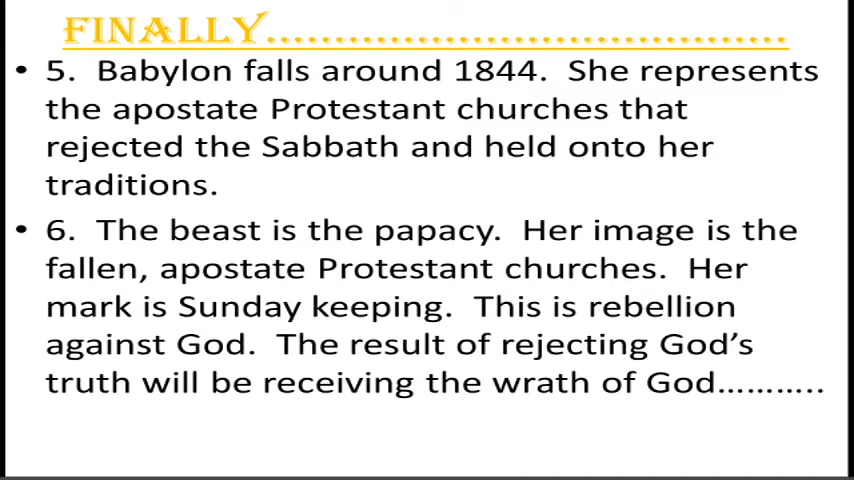 FINALLY.......................................
• 5. Babylon falls around 1844. She represents
the apostate Protestant churches that
rejected the Sabbath and held onto her
traditions.
• 6. The beast is the papacy. Her image is the
fallen, apostate Protestant churches. Her
mark is Sunday keeping. This is rebellion
against God. The result of rejecting God’s
truth will be receiving the wrath of God………..